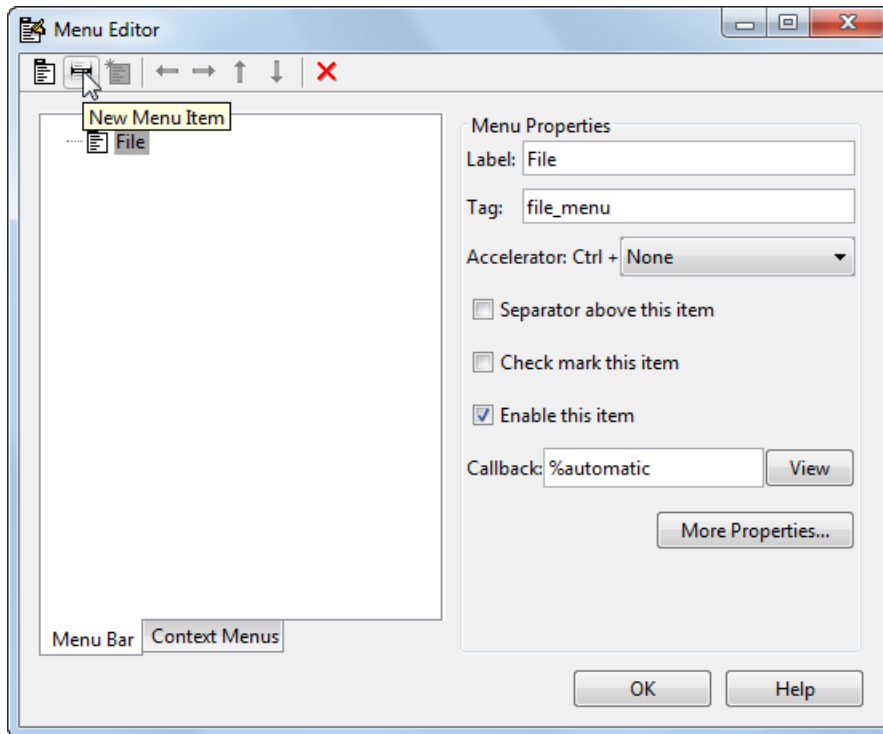 Menu Editor
New Menu Item
File
Menu Properties
Label: File
Tag: file_menu
Accelerator: Ctrl + None
Separator above this item
Check mark this item
Enable this item
Callback: %automatic View
More Properties...
Menu Bar Context Menus
OK Help